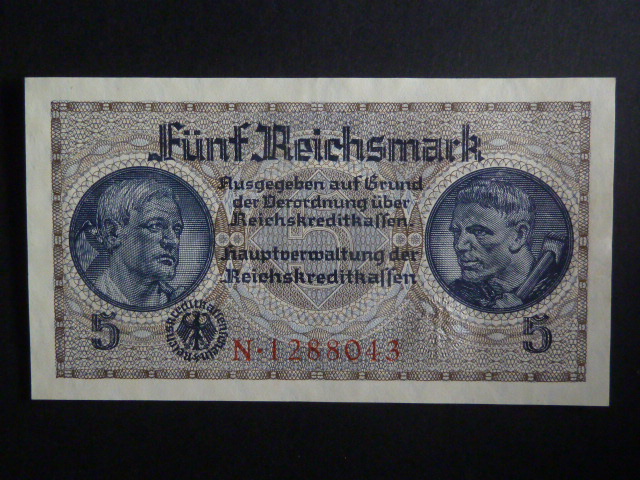 Fünf Reichsmark
Ausgegeben auf Grund
der Verordnung über
Reichskreditkassen.
Hauptverwaltung der
Reichskreditkassen
5
5
N·1288043